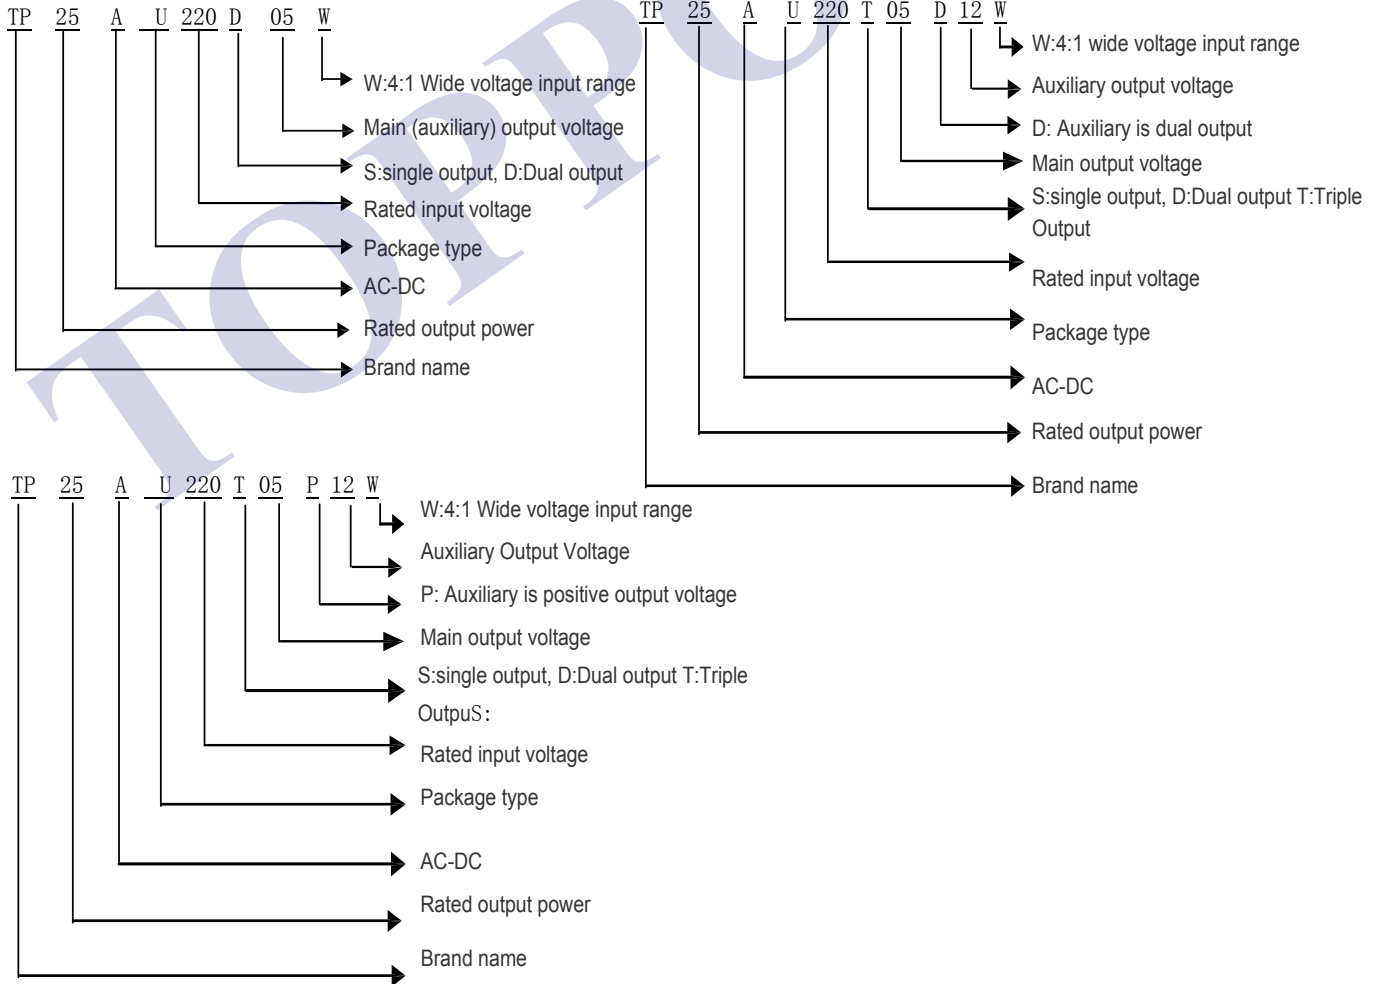 TP 25 A U 220 D 05 W
W:4:1 Wide voltage input range
Main (auxiliary) output voltage
S:single output, D:Dual output
Rated input voltage
Package type
AC-DC
Rated output power
Brand name
TP 25 A U 220 T 05 D 12 W
W:4:1 wide voltage input range
Auxiliary output voltage
D: Auxiliary is dual output
Main output voltage
S:single output, D:Dual output T:Triple
Output
Rated input voltage
Package type
AC-DC
Rated output power
Brand name
TP 25 A U 220 T 05 P 12 W
W:4:1 Wide voltage input range
Auxiliary Output Voltage
P: Auxiliary is positive output voltage
Main output voltage
S:single output, D:Dual output T:Triple
OutpuS:
Rated input voltage
Package type
AC-DC
Rated output power
Brand name
TOPPO